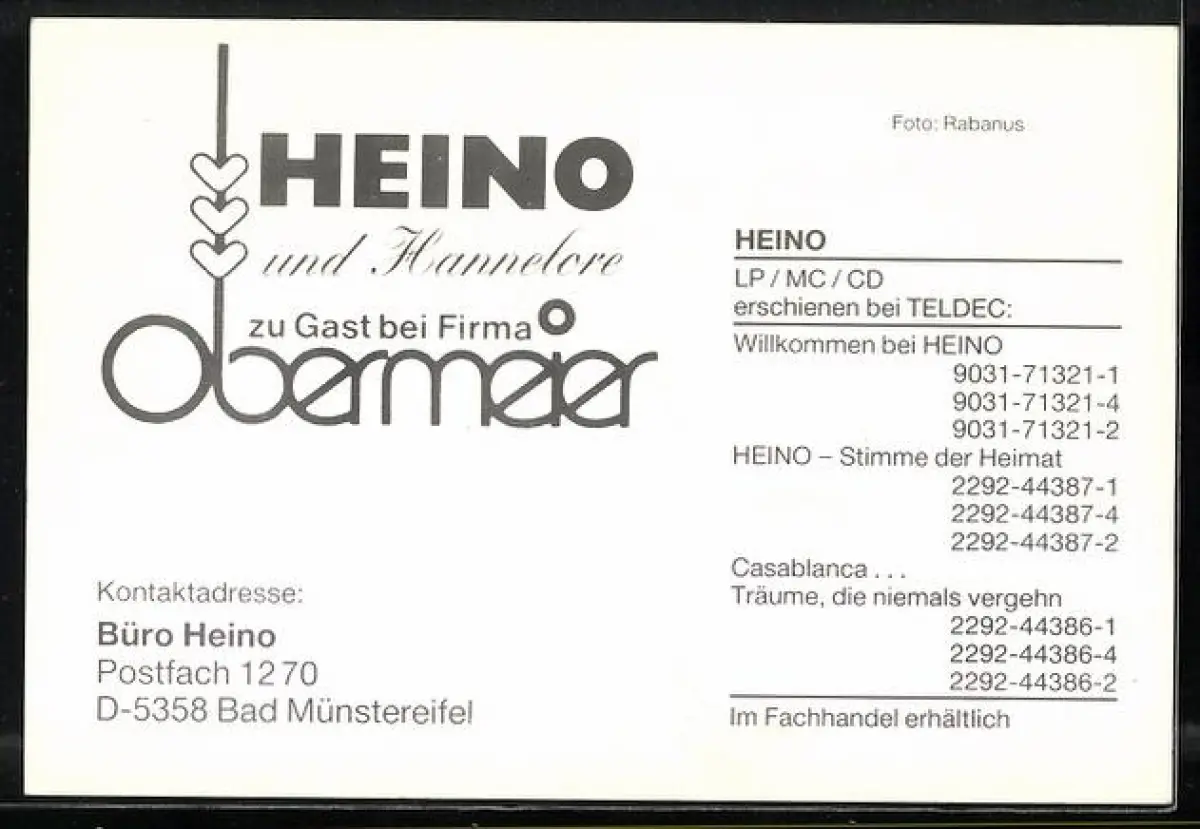 HEINO
und Hannelore
zu Gast bei Firma
Obermeier
Kontaktadresse:
Büro Heino
Postfach 12 70
D-5358 Bad Münstereifel
Foto: Rabanus
HEINO
LP / MC / CD
erschienen bei TELDEC:
Willkommen bei HEINO
9031-71321-1
9031-71321-4
9031-71321-2
HEINO – Stimme der Heimat
2292-44387-1
2292-44387-4
2292-44387-2
Casablanca . . .
Träume, die niemals vergehn
2292-44386-1
2292-44386-4
2292-44386-2
Im Fachhandel erhältlich